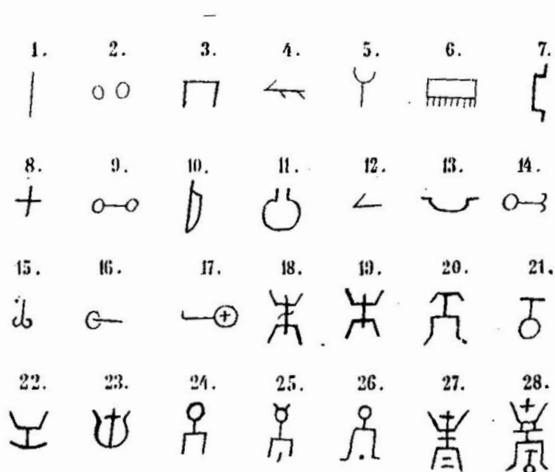 1. 2. 3. 4. 5. 6. 7.
8. 9. 10. 11. 12. 13. 14.
15. 16. 17. 18. 19. 20. 21.
22. 23. 24. 25. 26. 27. 28.